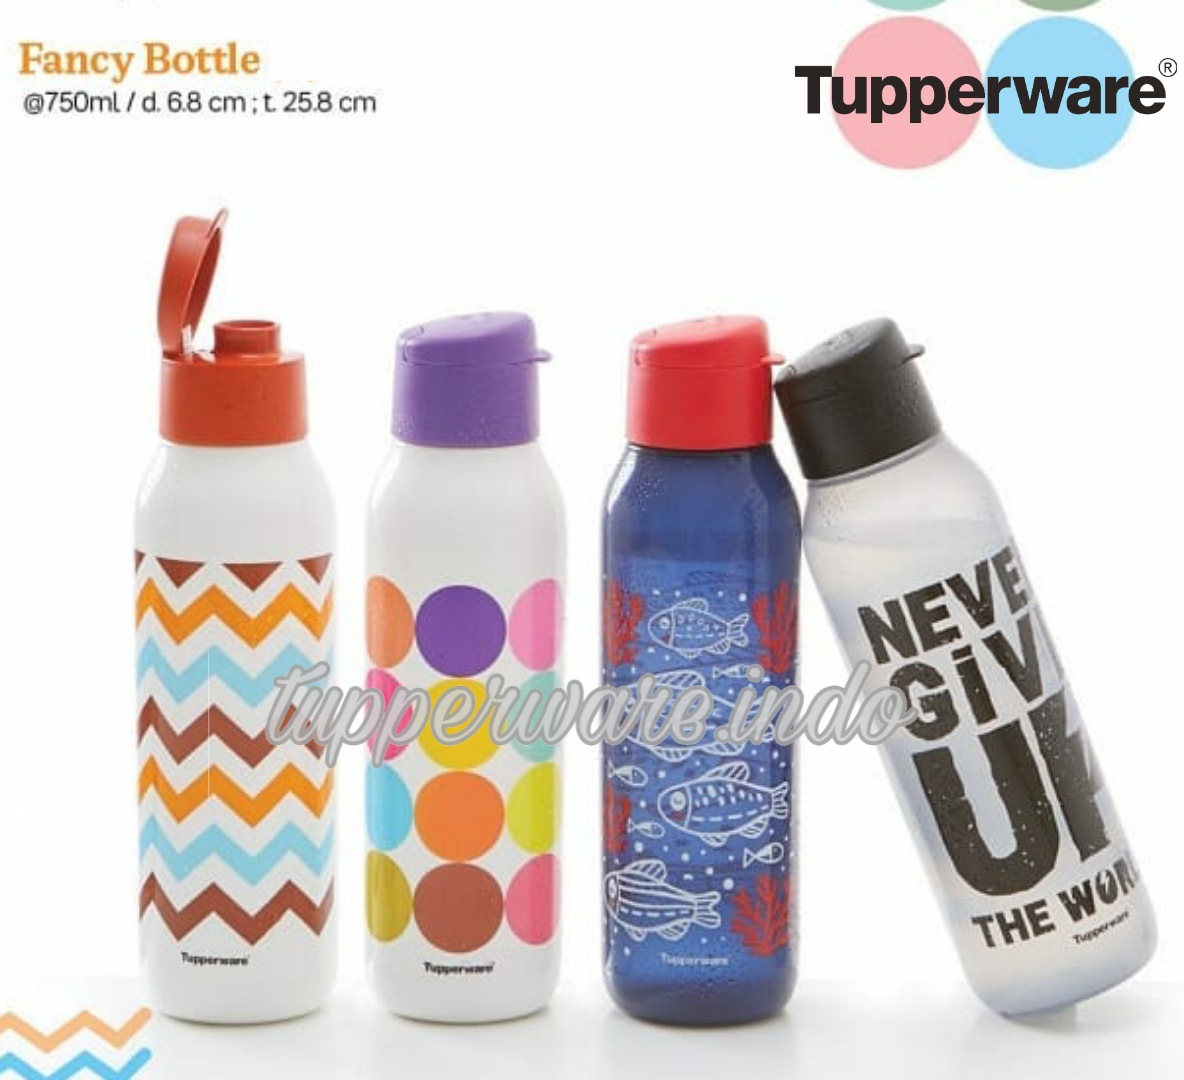 Fancy Bottle
@750ml / d. 6.8 cm ; t. 25.8 cm
Tupperware®
tupperware.indo
NEVE
GiV
UP
THE WOR
Tupperware
Tupperware
Tupperware
Tupperware